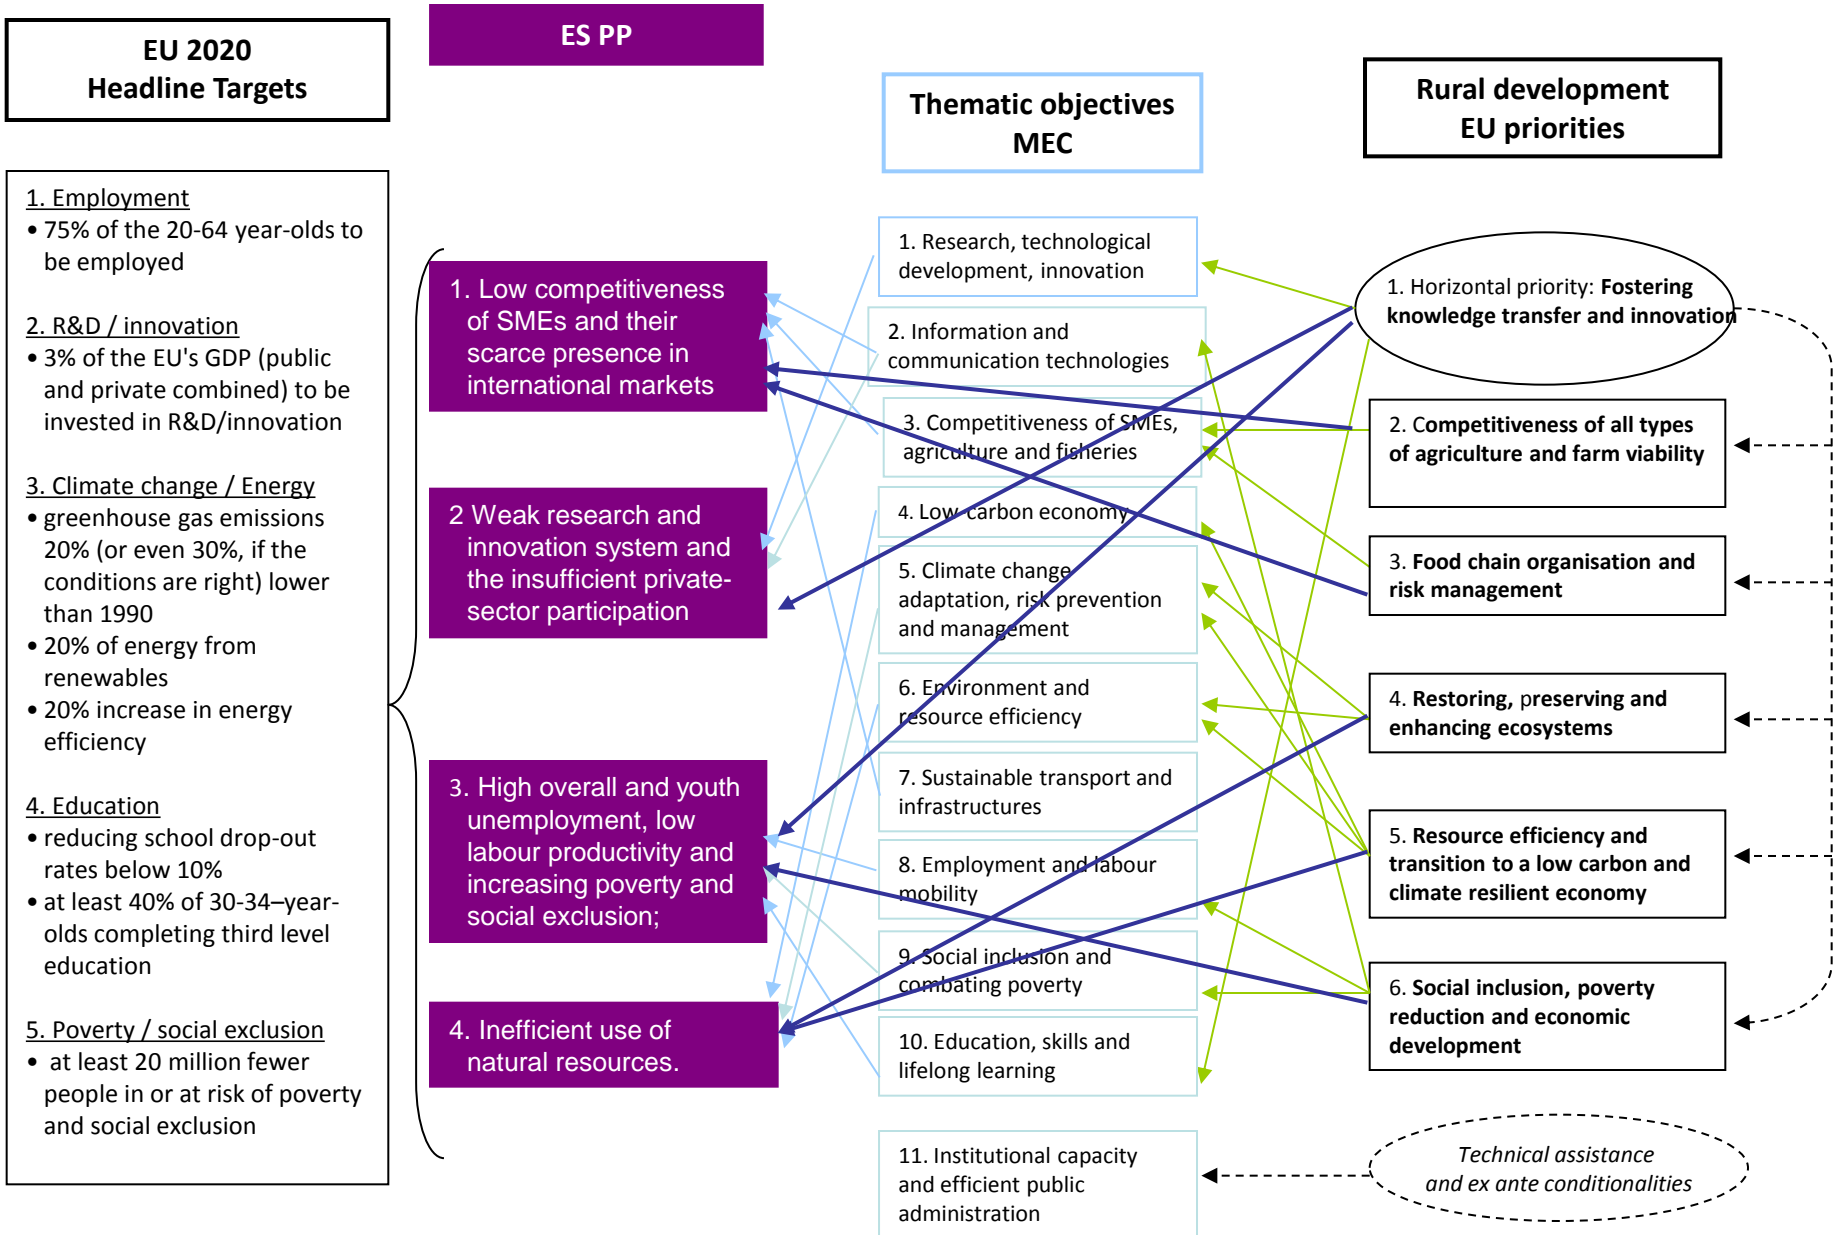 EU 2020
Headline Targets
ES PP
Thematic objectives
MEC
Rural development
EU priorities
1. Employment
• 75% of the 20-64 year-olds to
be employed
2. R&D / innovation
• 3% of the EU's GDP (public
and private combined) to be
invested in R&D/innovation
3. Climate change / Energy
• greenhouse gas emissions
20% (or even 30%, if the
conditions are right) lower
than 1990
• 20% of energy from
renewables
• 20% increase in energy
efficiency
4. Education
• reducing school drop-out
rates below 10%
• at least 40% of 30-34–year-
olds completing third level
education
5. Poverty / social exclusion
• at least 20 million fewer
people in or at risk of poverty
and social exclusion
1. Low competitiveness
of SMEs and their
scarce presence in
international markets
2 Weak research and
innovation system and
the insufficient private-
sector participation
3. High overall and youth
unemployment, low
labour productivity and
increasing poverty and
social exclusion;
4. Inefficient use of
natural resources.
1. Research, technological
development, innovation
2. Information and
communication technologies
3. Competitiveness of SMEs,
agriculture and fisheries
4. Low-carbon economy
5. Climate change
adaptation, risk prevention
and management
6. Environment and
resource efficiency
7. Sustainable transport and
infrastructures
8. Employment and labour
mobility
9. Social inclusion and
combating poverty
10. Education, skills and
lifelong learning
11. Institutional capacity
and efficient public
administration
1. Horizontal priority: Fostering
knowledge transfer and innovation
2. Competitiveness of all types
of agriculture and farm viability
3. Food chain organisation and
risk management
4. Restoring, preserving and
enhancing ecosystems
5. Resource efficiency and
transition to a low carbon and
climate resilient economy
6. Social inclusion, poverty
reduction and economic
development
Technical assistance
and ex ante conditionalities